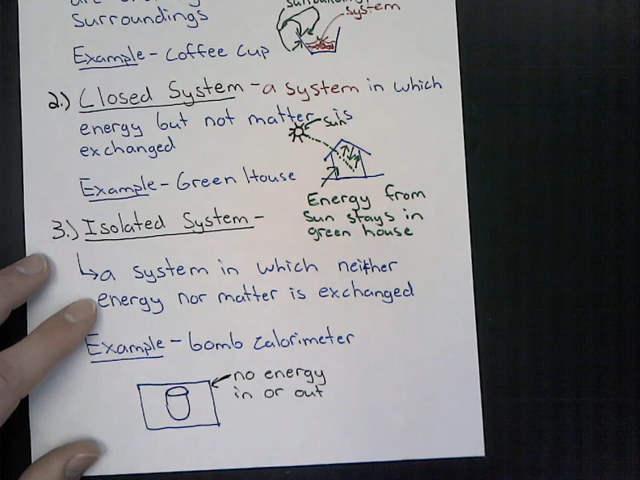 surroundings
surrounding
system
Example - coffee cup
2.) Closed System - a system in which
energy but not matter is
exchanged
sun
Example - Green House
Energy from
sun stays in
green house
3.) Isolated System -
↳ a system in which neither
energy nor matter is exchanged
Example - bomb calorimeter
no energy
in or out